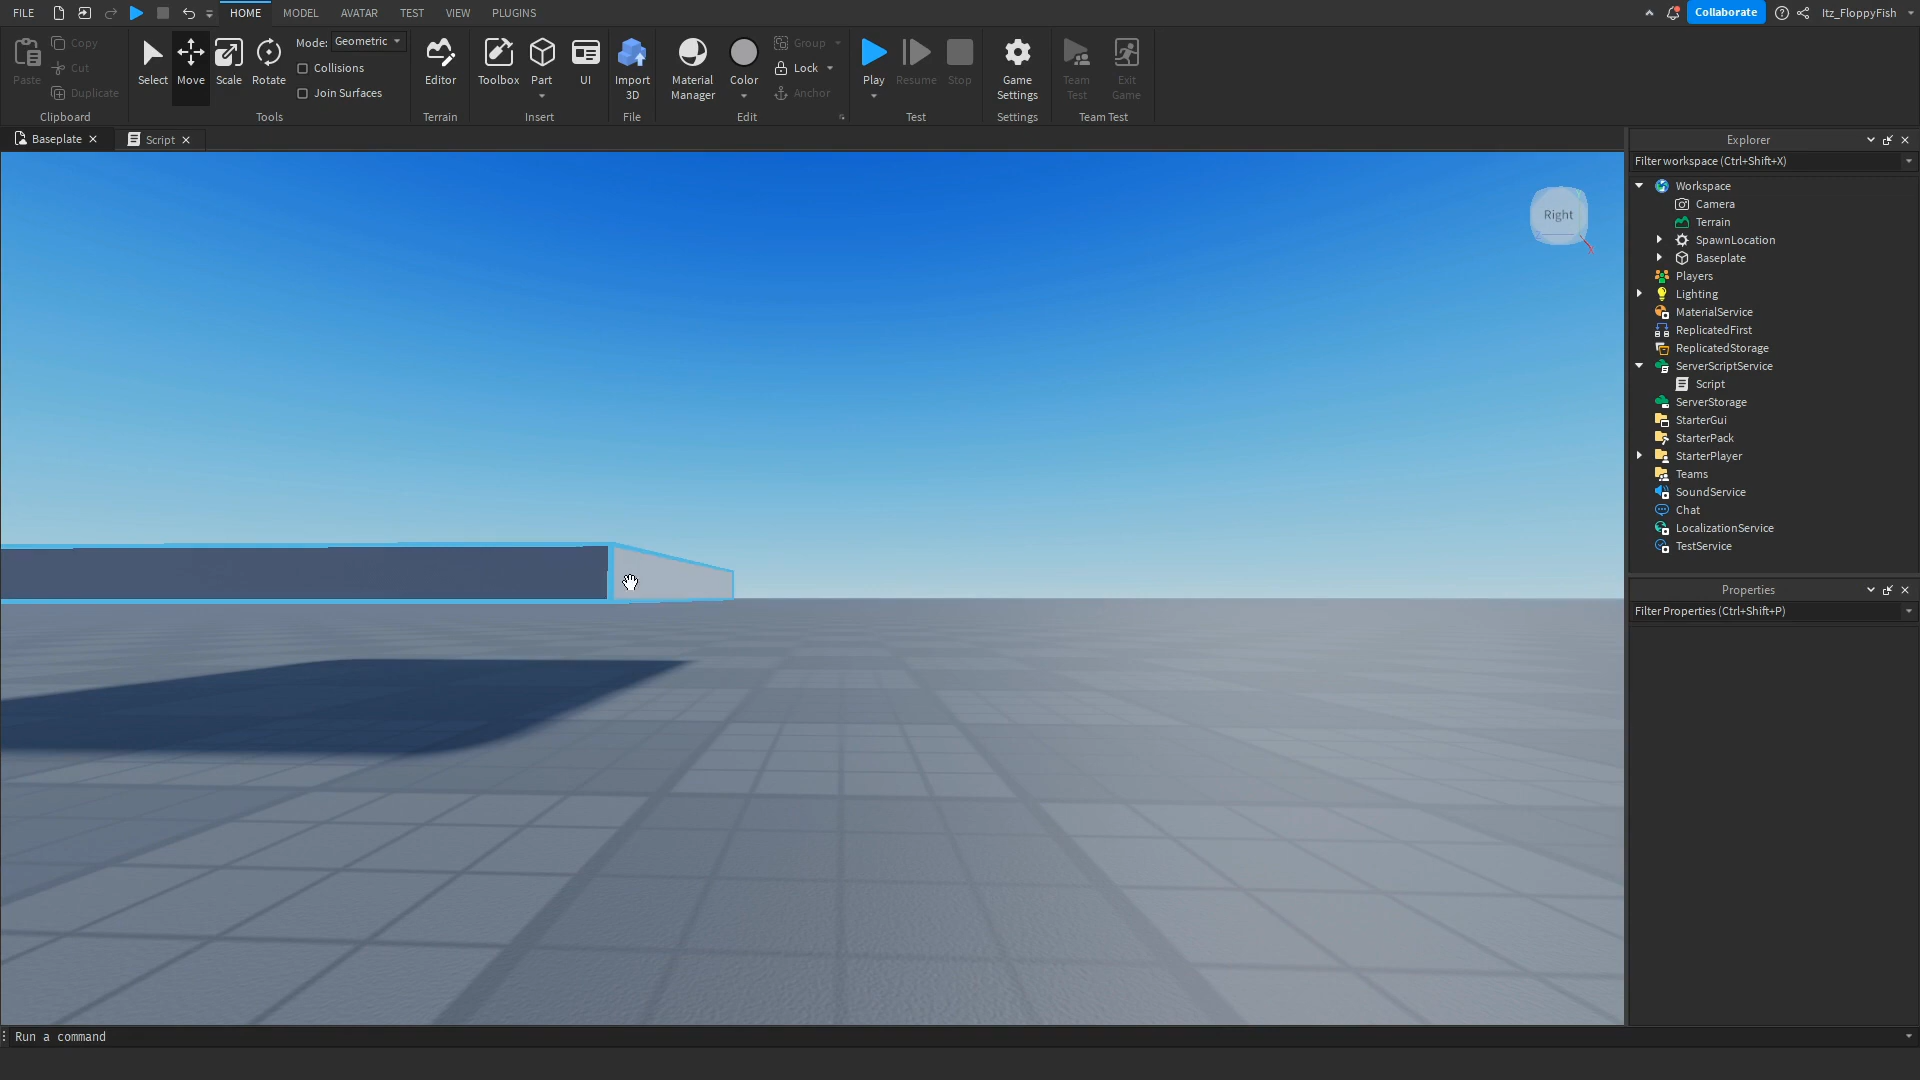 FILE HOME MODEL AVATAR TEST VIEW PLUGINS Collaborate Itz_FloppyFish
Paste Copy Cut Duplicate
Clipboard
Select Move Scale Rotate Mode: Geometric
Collisions
Join Surfaces
Tools
Editor
Terrain
Toolbox Part UI
Insert
Import
3D
File
Material
Manager
Color
Group
Lock
Anchor
Edit
Play Resume Stop
Test
Game
Settings
Settings
Team
Test
Exit
Game
Team Test
Baseplate Script
Right
Explorer
Filter workspace (Ctrl+Shift+X)
Workspace
Camera
Terrain
SpawnLocation
Baseplate
Players
Lighting
MaterialService
ReplicatedFirst
ReplicatedStorage
ServerScriptService
Script
ServerStorage
StarterGui
StarterPack
StarterPlayer
Teams
SoundService
Chat
LocalizationService
TestService
Properties
Filter Properties (Ctrl+Shift+P)
Run a command